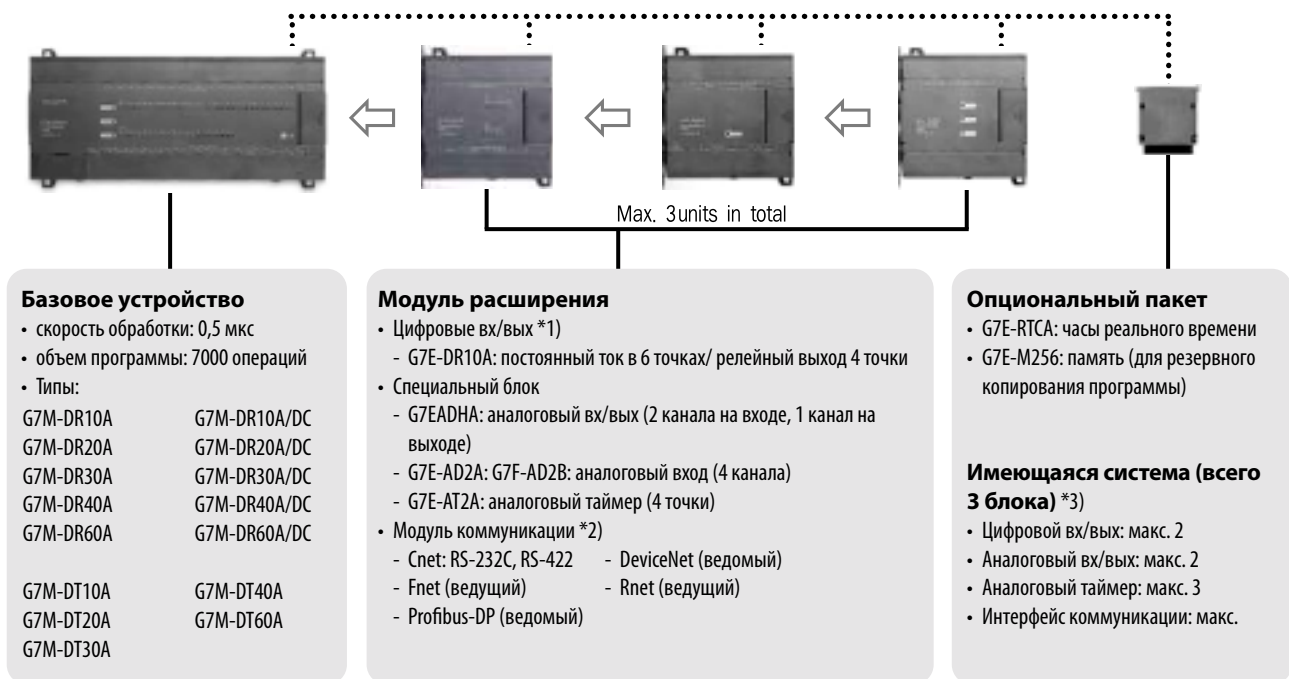 Max. 3units in total
Базовое устройство
• скорость обработки: 0,5 мкс
• объем программы: 7000 операций
• Типы:
G7M-DR10A G7M-DR10A/DC
G7M-DR20A G7M-DR20A/DC
G7M-DR30A G7M-DR30A/DC
G7M-DR40A G7M-DR40A/DC
G7M-DR60A G7M-DR60A/DC
G7M-DT10A G7M-DT40A
G7M-DT20A G7M-DT60A
G7M-DT30A
Модуль расширения
• Цифровые вх/вых *1)
- G7E-DR10A: постоянный ток в 6 точках/ релейный выход 4 точки
• Специальный блок
- G7EADHA: аналоговый вх/вых (2 канала на входе, 1 канал на
выходе)
- G7E-AD2A: G7F-AD2B: аналоговый вход (4 канала)
- G7E-AT2A: аналоговый таймер (4 точки)
• Модуль коммуникации *2)
- Cnet: RS-232C, RS-422 - DeviceNet (ведомый)
- Fnet (ведущий) - Rnet (ведущий)
- Profibus-DP (ведомый)
Опциональный пакет
• G7E-RTCA: часы реального времени
• G7E-M256: память (для резервного
копирования программы)
Имеющаяся система (всего
3 блока) *3)
• Цифровой вх/вых: макс. 2
• Аналоговый вх/вых: макс. 2
• Аналоговый таймер: макс. 3
• Интерфейс коммуникации: макс.